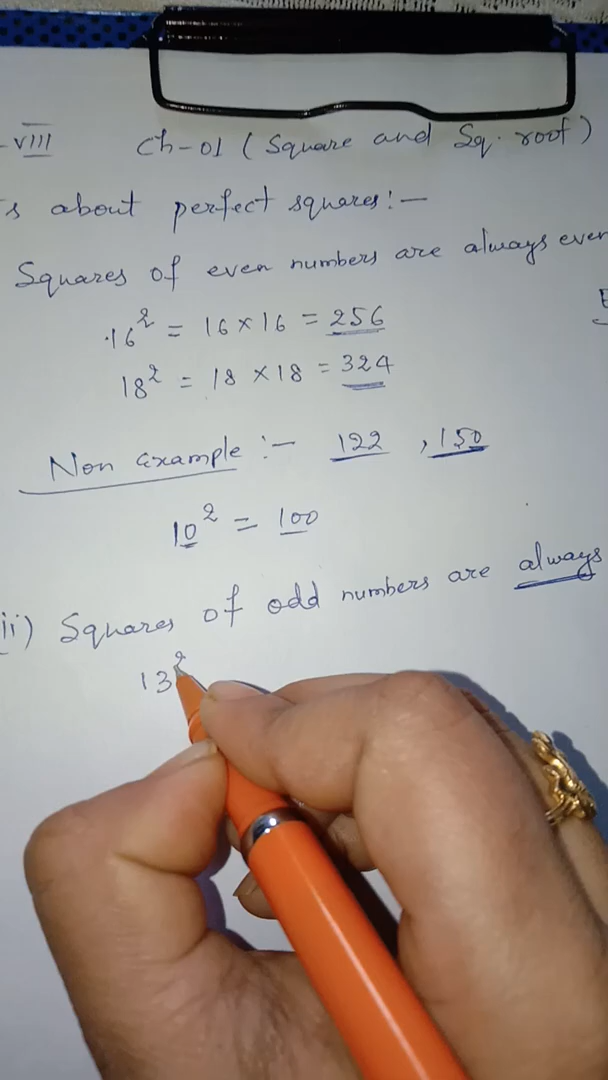 - VIII Ch-01 (Square and Sq. root)
s about perfect squares:-
Squares of even numbers are always even
16² = 16 × 16 = 256
18² = 18 × 18 = 324
Non Example :- 122 , 150
10² = 100
ii) Squares of odd numbers are always
13²